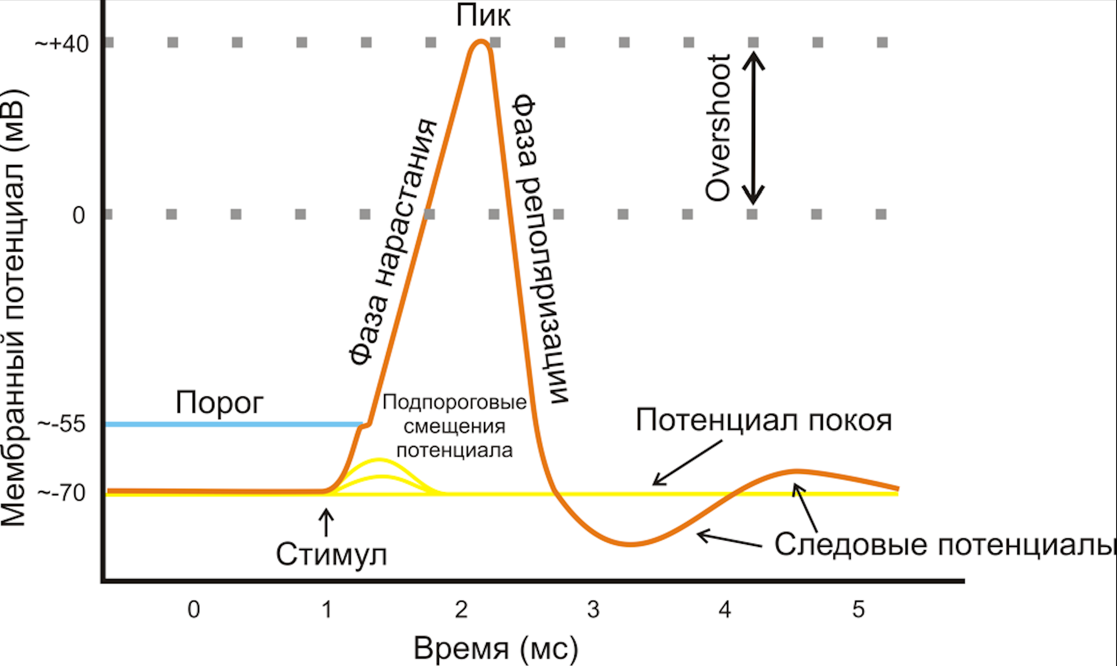 Пик
~+40
Overshoot
Мембранный потенциал (мВ)
Фаза нарастания
Фаза реполяризации
0
Порог
Подпороговые
смещения
потенциала
~-55
Потенциал покоя
~-70
Стимул
Следовые потенциалы
0 1 2 3 4 5
Время (мс)